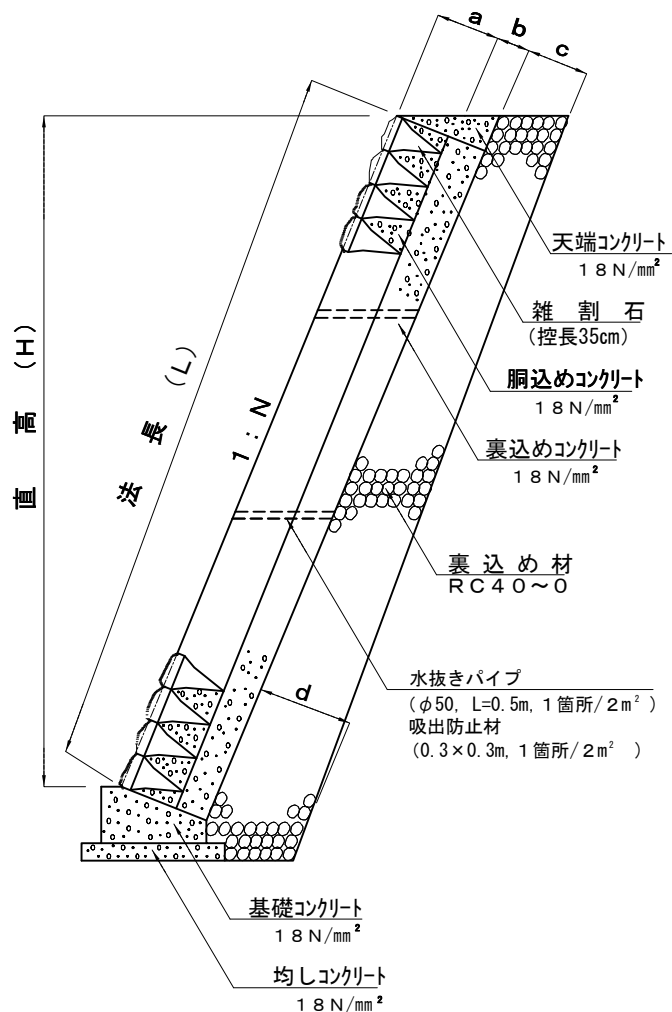 a b c
天端コンクリート
18N/mm²
雑 割 石
(控長35cm)
胴込めコンクリート
18N/mm²
裏込めコンクリート
18N/mm²
直 高 (H)
法 長 (L)
1:N
裏 込 め 材
RC40～0
水抜きパイプ
(φ50, L=0.5m, 1箇所/2m² )
吸出防止材
(0.3×0.3m, 1箇所/2m² )
d
基礎コンクリート
18N/mm²
均しコンクリート
18N/mm²